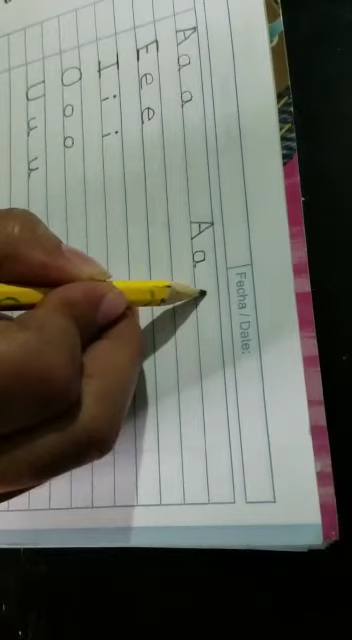 Fecha / Date:
A a a A a
E e e
I i i
O o o
U u u